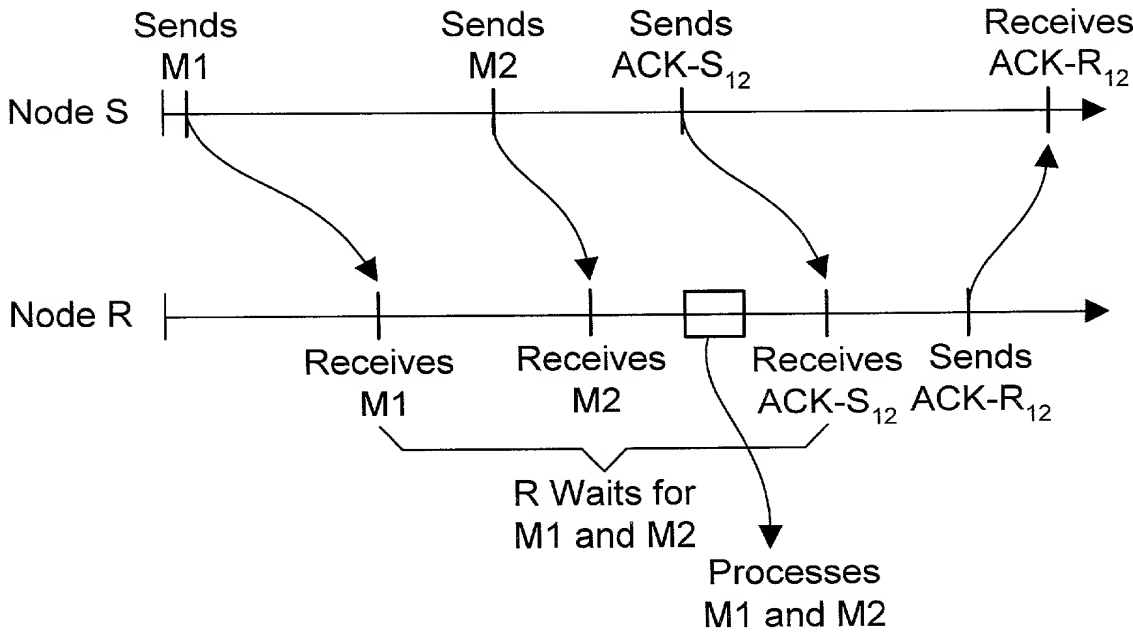 Sends
M1
Sends
M2
Sends
ACK-S₁₂
Receives
ACK-R₁₂
Node S
Node R
Receives
M1
Receives
M2
Receives
ACK-S₁₂
Sends
ACK-R₁₂
R Waits for
M1 and M2
Processes
M1 and M2